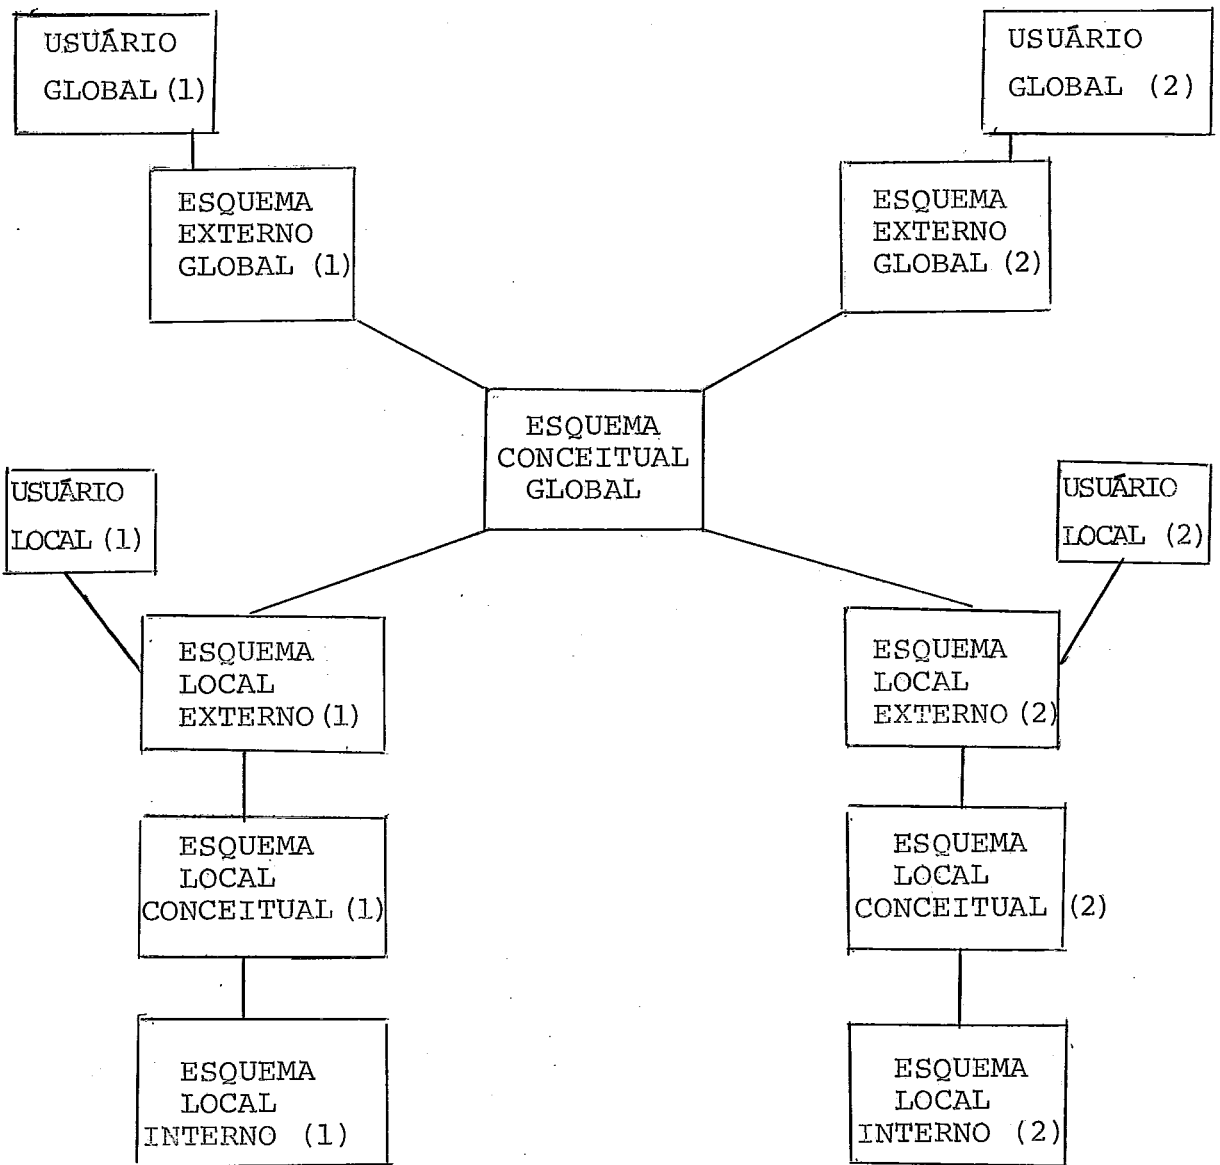 USUÁRIO
GLOBAL (1)
USUÁRIO
GLOBAL (2)
ESQUEMA
EXTERNO
GLOBAL (1)
ESQUEMA
EXTERNO
GLOBAL (2)
ESQUEMA
CONCEITUAL
GLOBAL
USUÁRIO
LOCAL (1)
USUÁRIO
LOCAL (2)
ESQUEMA
LOCAL
EXTERNO (1)
ESQUEMA
LOCAL
EXTERNO (2)
ESQUEMA
LOCAL
CONCEITUAL (1)
ESQUEMA
LOCAL
CONCEITUAL (2)
ESQUEMA
LOCAL
INTERNO (1)
ESQUEMA
LOCAL
INTERNO (2)